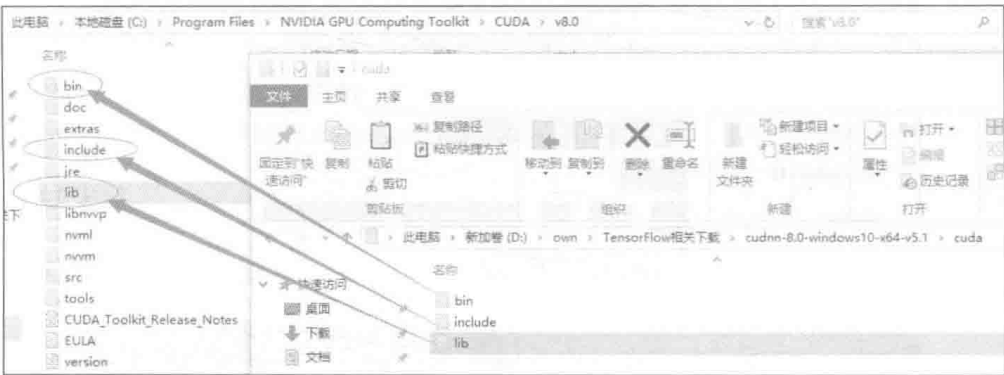 此电脑 › 本地磁盘 (C:) › Program Files › NVIDIA GPU Computing Toolkit › CUDA › v8.0
搜索"v8.0"
名称
bin
doc
extras
include
jre
lib
libnvvp
nvml
nvvm
src
tools
CUDA_Toolkit_Release_Notes
EULA
version
cuda
文件 主页 共享 查看
固定到"快速访问"
复制
粘贴
复制路径
粘贴快捷方式
剪切
剪贴板
移动到 复制到 删除 重命名
组织
新建文件夹
新建项目
轻松访问
新建
属性
打开
编辑
历史记录
打开
此电脑 › 新加卷 (D:) › own › TensorFlow相关下载 › cudnn-8.0-windows10-x64-v5.1 › cuda
名称
快速访问
桌面
下载
文档
bin
include
lib